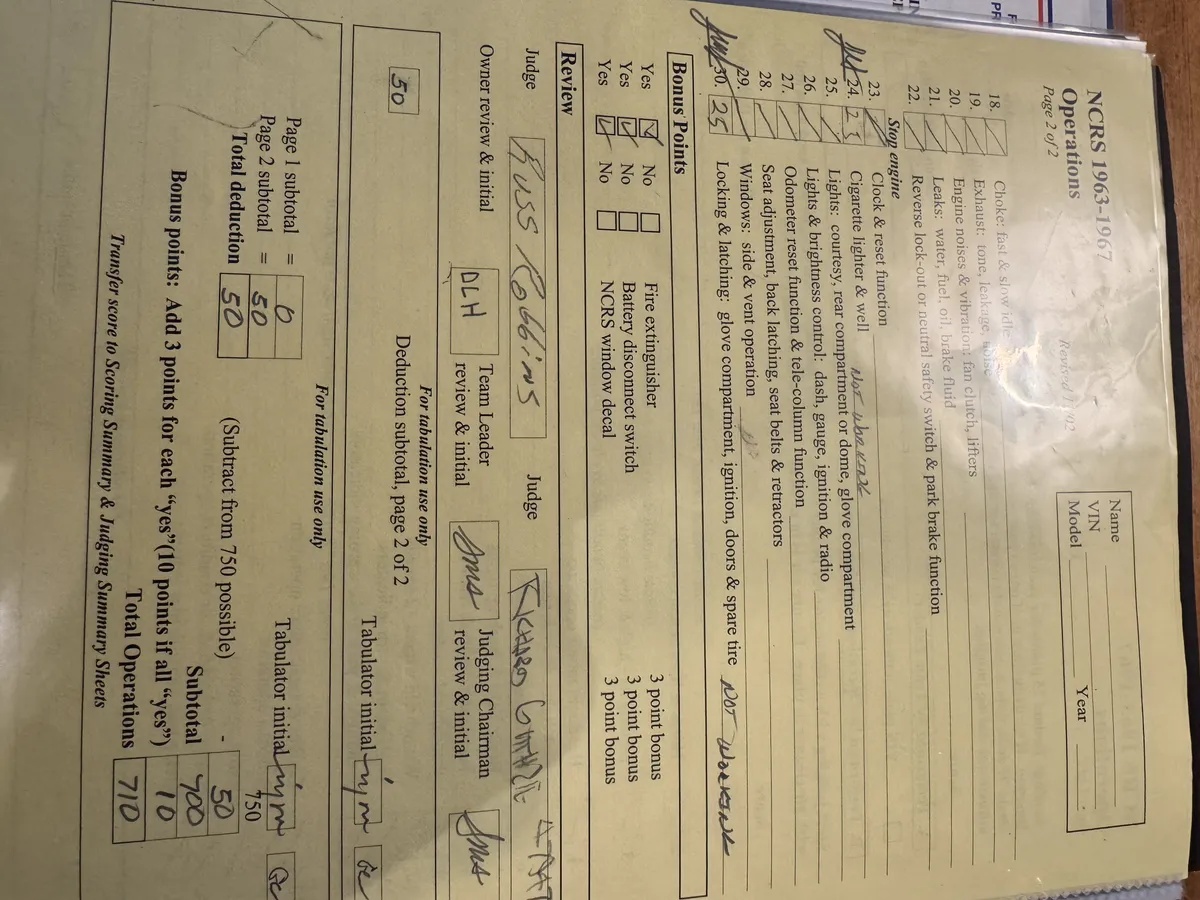 NCRS 1963-1967
Operations
Page 2 of 2
Revised 11/02
Name
VIN
Model
Year
18. Choke: fast & slow idle
19. Exhaust: tone, leakage, noise
20. Engine noises & vibration: fan clutch, lifters
21. Leaks: water, fuel, oil, brake fluid
22. Reverse lock-out or neutral safety switch & park brake function
Stop engine
23. Clock & reset function
24. 25 Cigarette lighter & well Not working
25. Lights: courtesy, rear compartment or dome, glove compartment
26. Lights & brightness control: dash, gauge, ignition & radio
27. Odometer reset function & tele-column function
28. Seat adjustment, back latching, seat belts & retractors
29. Windows: side & vent operation
30. 25 Locking & latching: glove compartment, ignition, doors & spare tire Not working
Bonus Points
Yes No Fire extinguisher 3 point bonus
Yes No Battery disconnect switch 3 point bonus
Yes No NCRS window decal 3 point bonus
Review
Judge Russ Robbins Judge
Owner review & initial DLH Team Leader review & initial Judging Chairman review & initial
For tabulation use only
50 Deduction subtotal, page 2 of 2
Tabulator initial
For tabulation use only
Tabulator initial
Page 1 subtotal = 0
750
Page 2 subtotal = 50
Total deduction 50 (Subtract from 750 possible) - 50
Subtotal 700
Bonus points: Add 3 points for each "yes"(10 points if all "yes") 10
Total Operations 710
Transfer score to Scoring Summary & Judging Summary Sheets